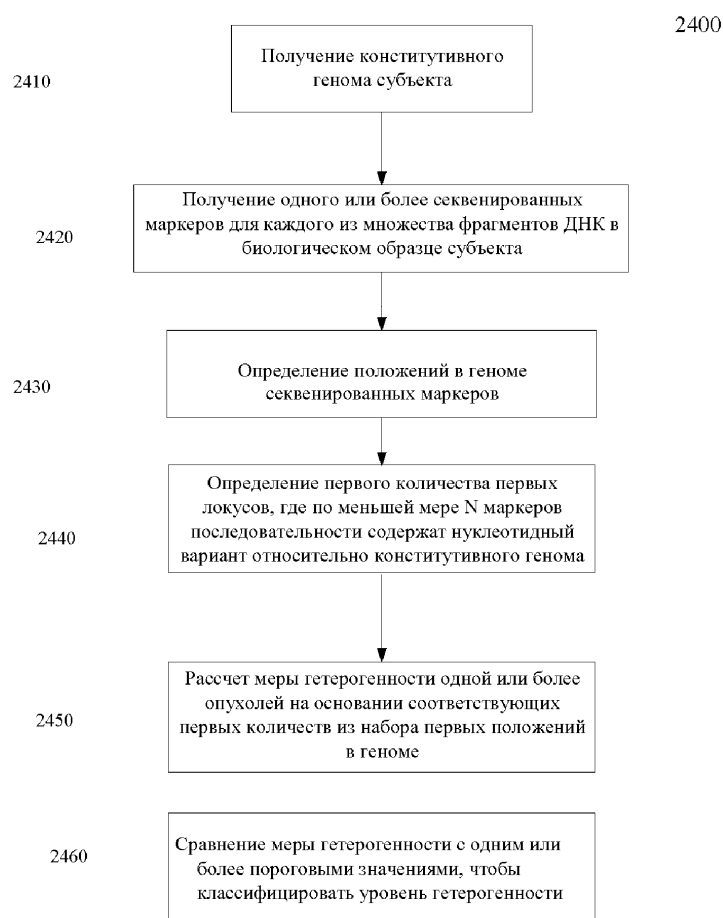 2400
2410
Получение конститутивного
генома субъекта
2420
Получение одного или более секвенированных
маркеров для каждого из множества фрагментов ДНК в
биологическом образце субъекта
2430
Определение положений в геноме
секвенированных маркеров
2440
Определение первого количества первых
локусов, где по меньшей мере N маркеров
последовательности содержат нуклеотидный
вариант относительно конститутивного генома
2450
Рассчет меры гетерогенности одной или более
опухолей на основании соответствующих
первых количеств из набора первых положений
в геноме
2460
Сравнение меры гетерогенности с одним или
более пороговыми значениями, чтобы
классифицировать уровень гетерогенности